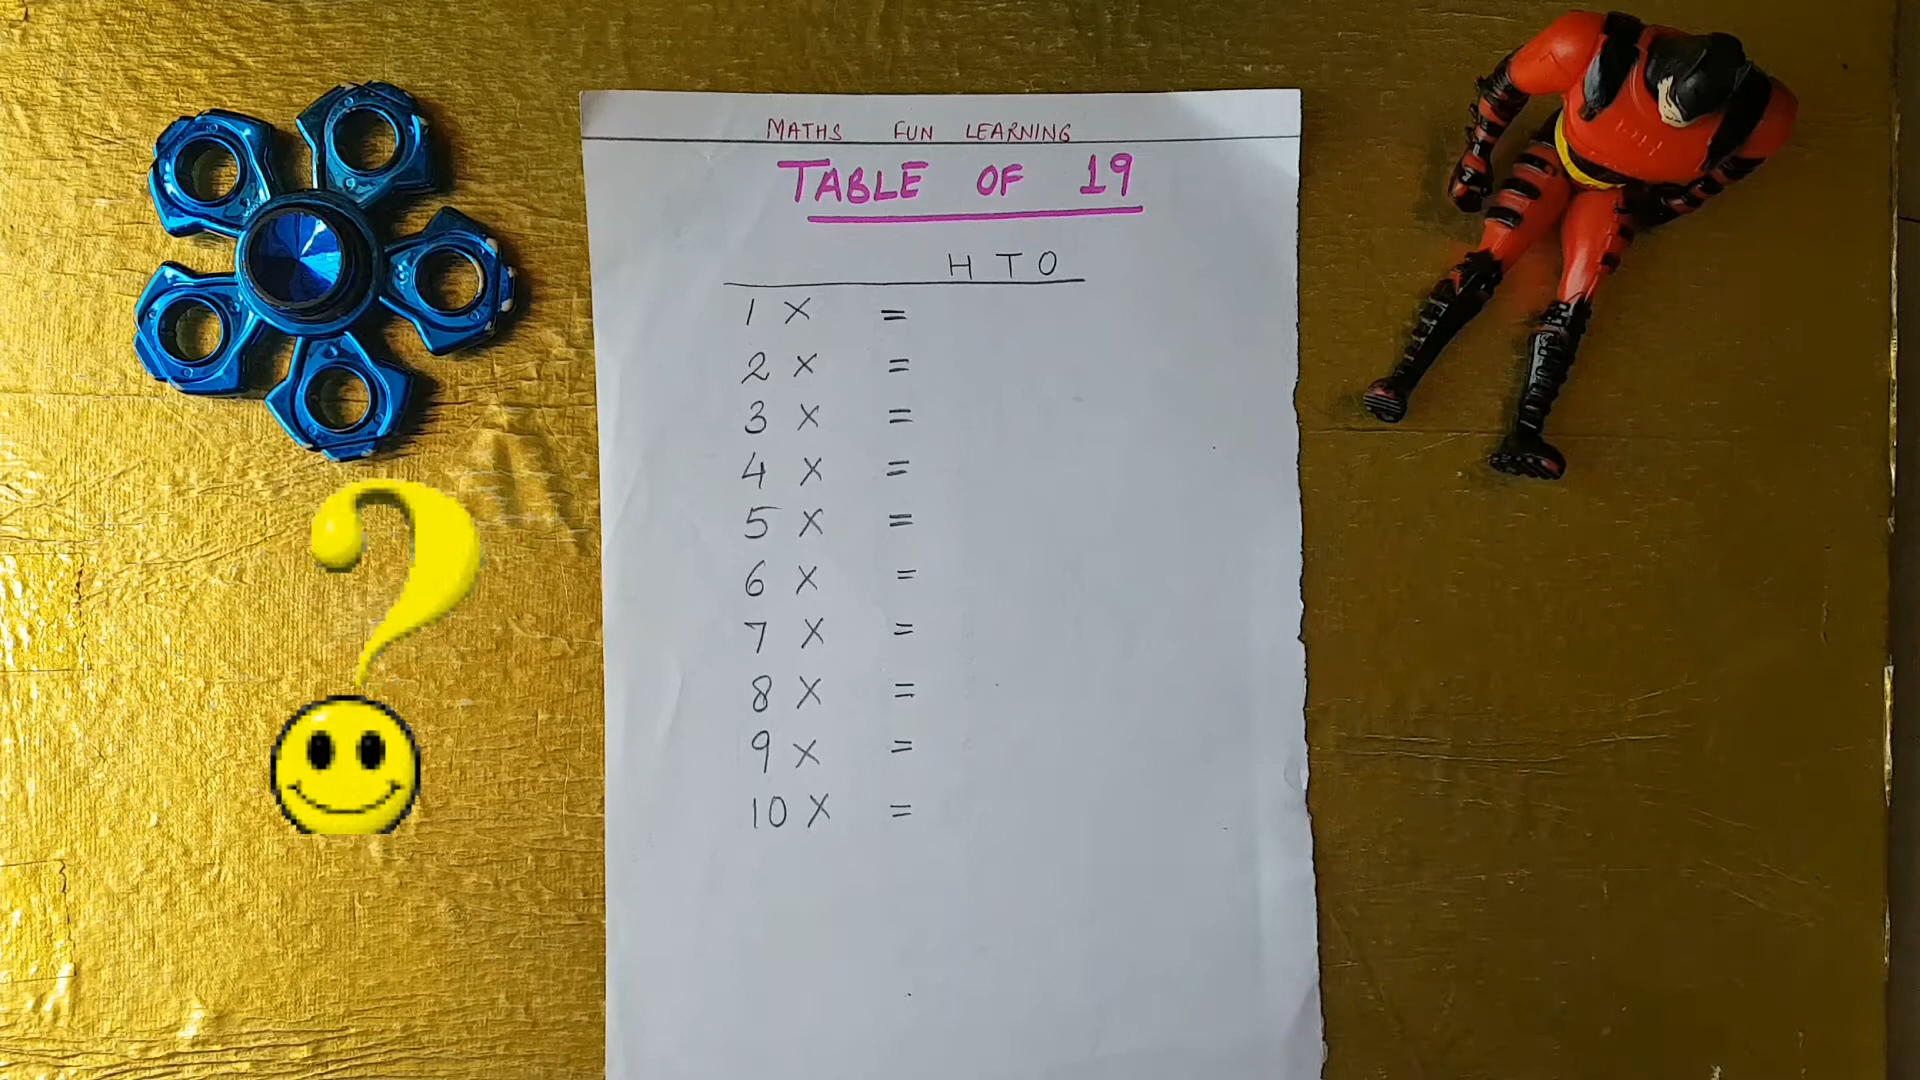 MATHS FUN LEARNING
TABLE OF 19
H T O
1 X =
2 X =
3 X =
4 X =
5 X =
6 X =
7 X =
8 X =
9 X =
10 X =
?